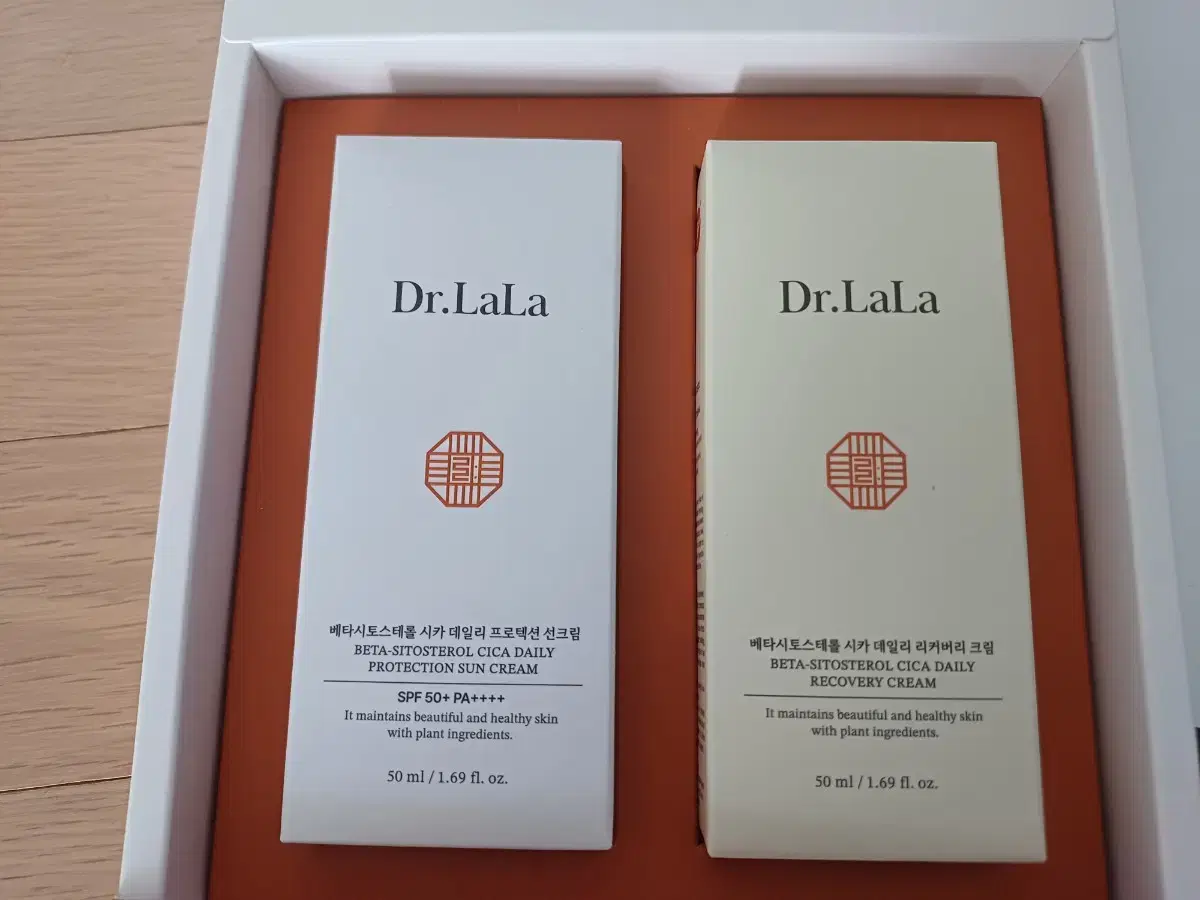 Dr.LaLa
베타시토스테롤 시카 데일리 프로텍션 선크림
BETA-SITOSTEROL CICA DAILY
PROTECTION SUN CREAM
SPF 50+ PA++++
It maintains beautiful and healthy skin
with plant ingredients.
50 ml / 1.69 fl. oz.
Dr.LaLa
베타시토스테롤 시카 데일리 리커버리 크림
BETA-SITOSTEROL CICA DAILY
RECOVERY CREAM
It maintains beautiful and healthy skin
with plant ingredients.
50 ml / 1.69 fl. oz.